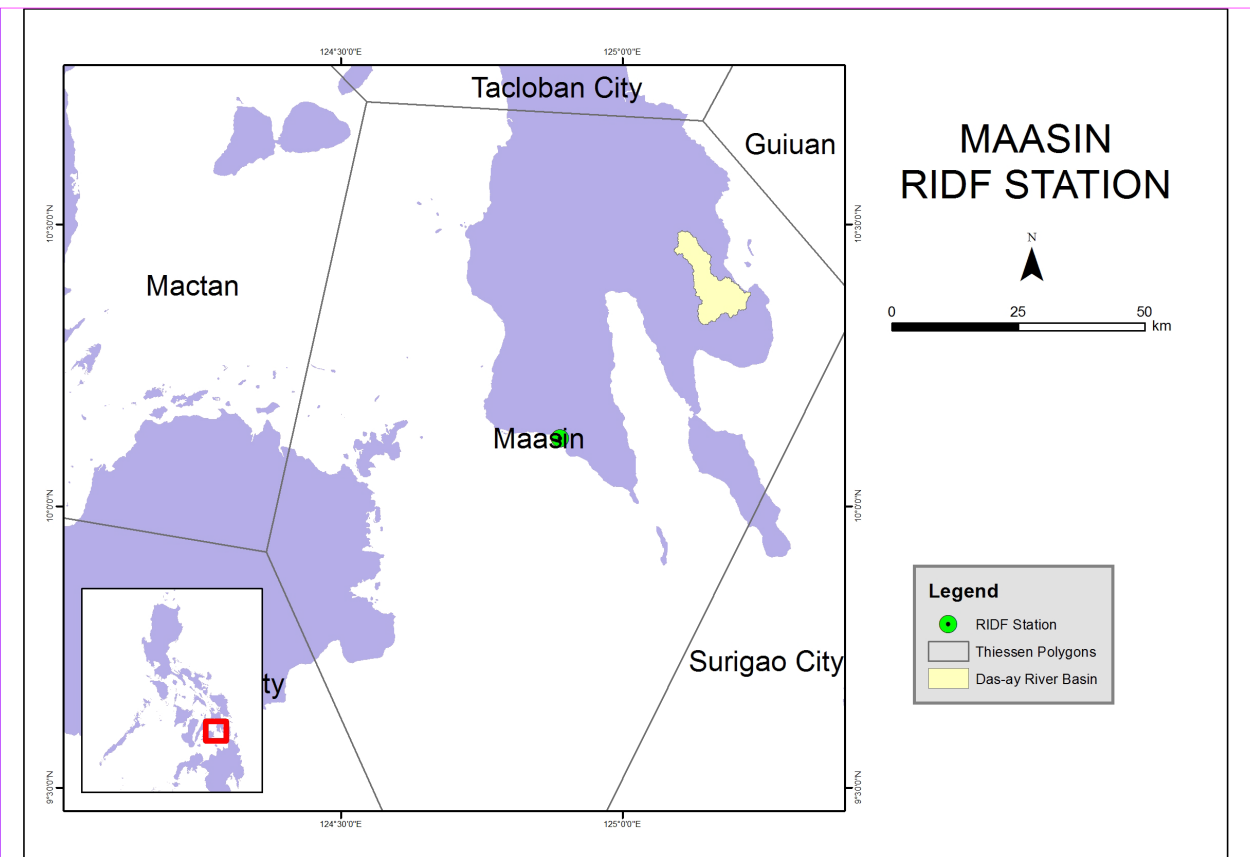 124°30'0"E
125°0'0"E
Tacloban City
Guiuan
MAASIN
RIDF STATION
10°30'0"N
10°30'0"N
N
Mactan
0
25
50
km
Maasin
10°0'0"N
10°0'0"N
Legend
RIDF Station
Thiessen Polygons
Das-ay River Basin
Surigao City
ty
9°30'0"N
9°30'0"N
124°30'0"E
125°0'0"E